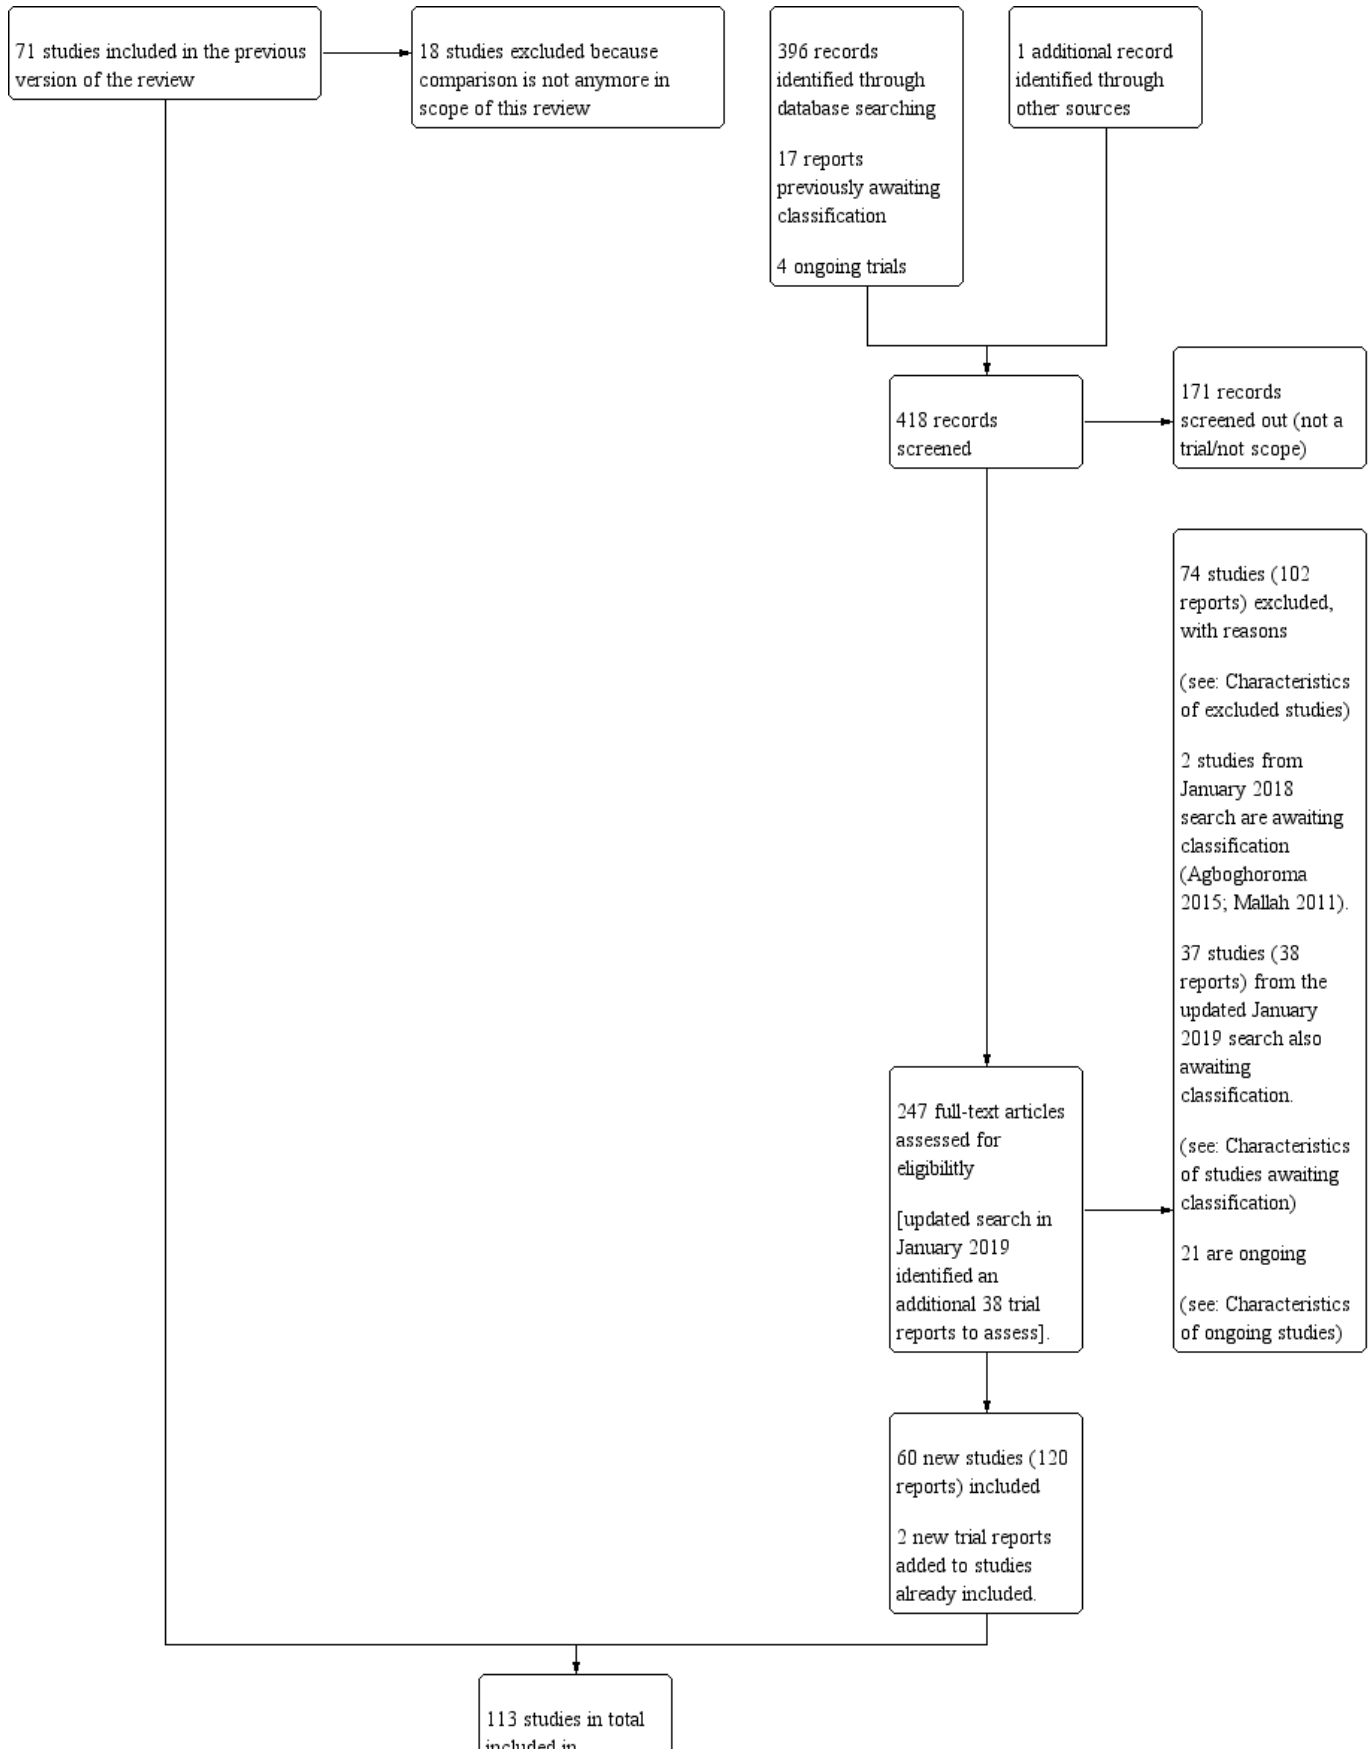 71 studies included in the previous
version of the review
18 studies excluded because
comparison is not anymore in
scope of this review
396 records
identified through
database searching
17 reports
previously awaiting
classification
4 ongoing trials
1 additional record
identified through
other sources
418 records
screened
171 records
screened out (not a
trial/not scope)
74 studies (102
reports) excluded,
with reasons
(see: Characteristics
of excluded studies)
2 studies from
January 2018
search are awaiting
classification
(Agboghoroma
2015; Mallah 2011).
37 studies (38
reports) from the
updated January
2019 search also
awaiting
classification.
(see: Characteristics
of studies awaiting
classification)
21 are ongoing
(see: Characteristics
of ongoing studies)
247 full-text articles
assessed for
eligibilitly
[updated search in
January 2019
identified an
additional 38 trial
reports to assess].
60 new studies (120
reports) included
2 new trial reports
added to studies
already included.
113 studies in total
included in